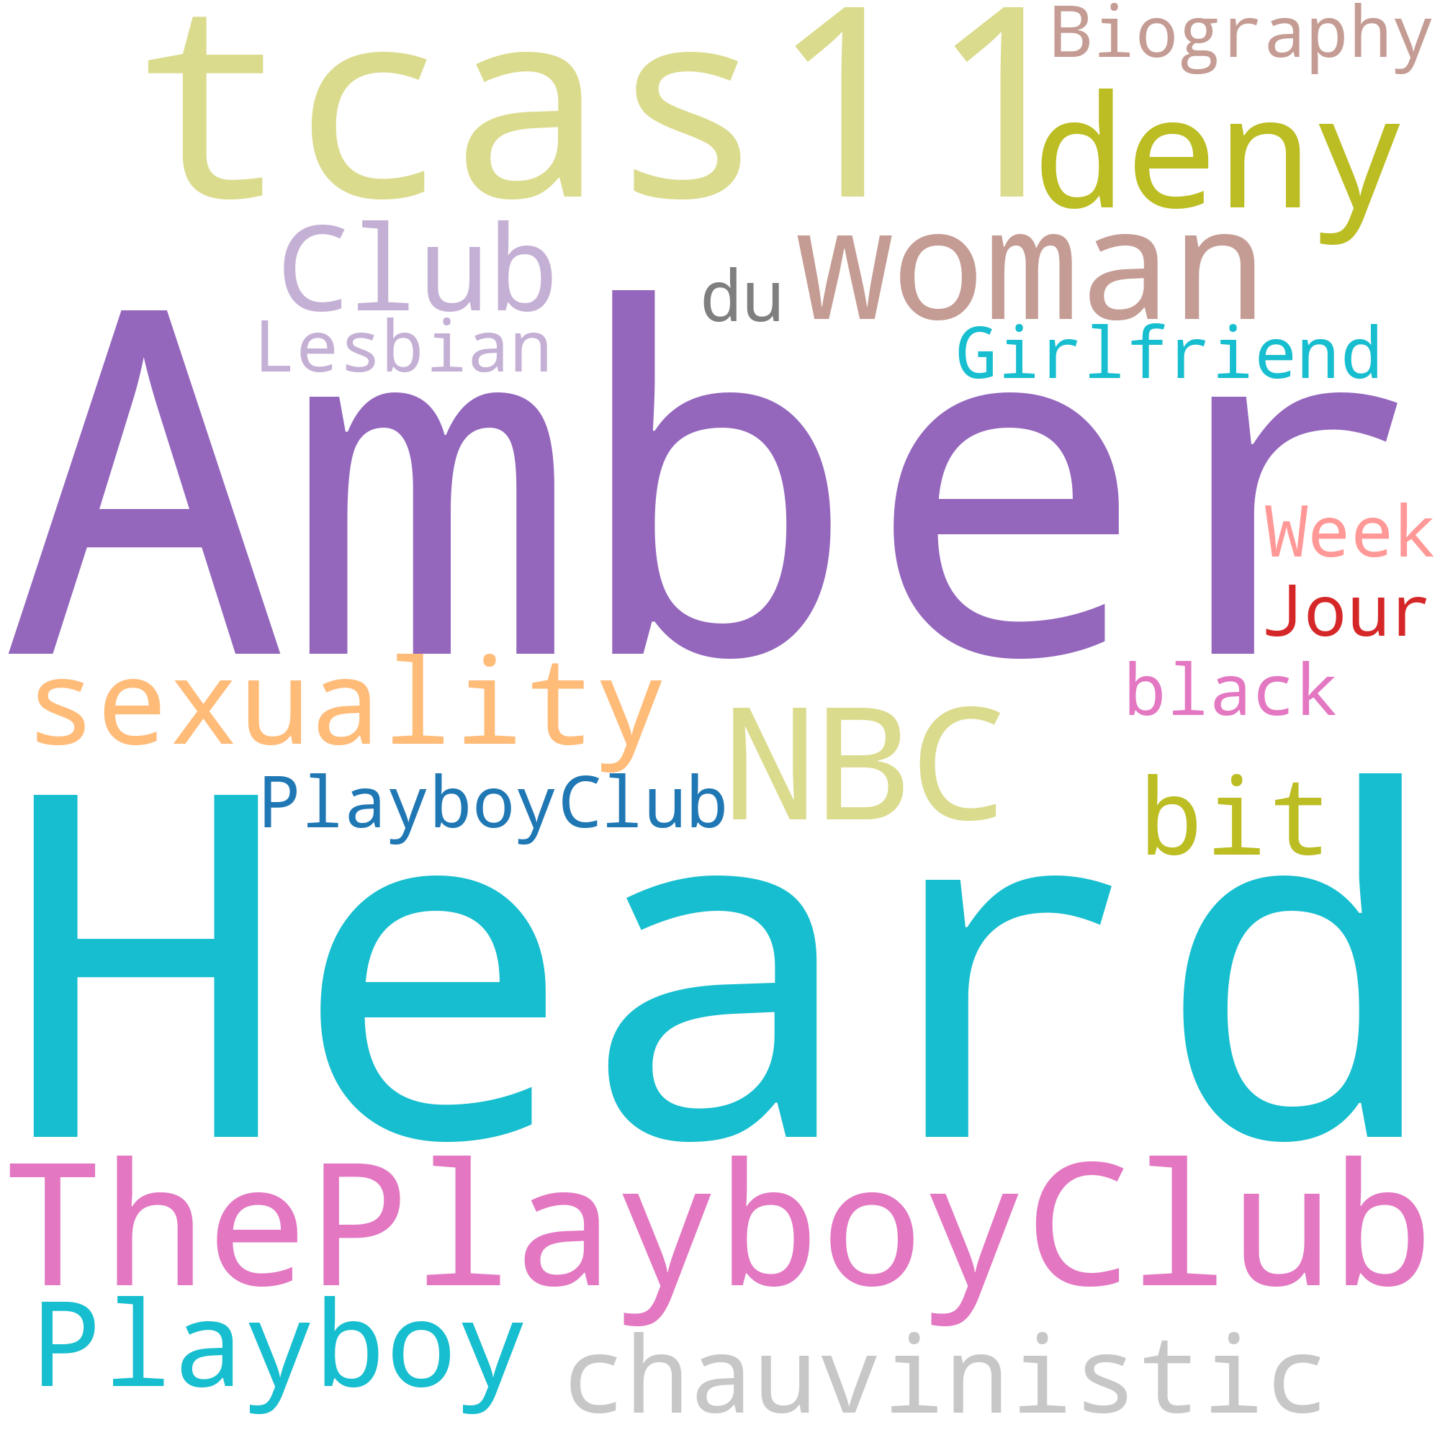 tcas11
Biography
deny
Club
du
woman
Lesbian
Girlfriend
Amber
Week
Jour
sexuality
black
NBC
PlayboyClub
bit
Heard
ThePlayboyClub
Playboy
chauvinistic